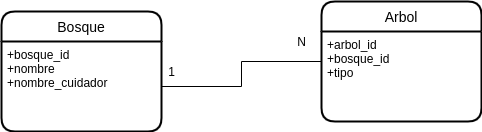 Bosque
+bosque_id
+nombre
+nombre_cuidador
1
N
Arbol
+arbol_id
+bosque_id
+tipo